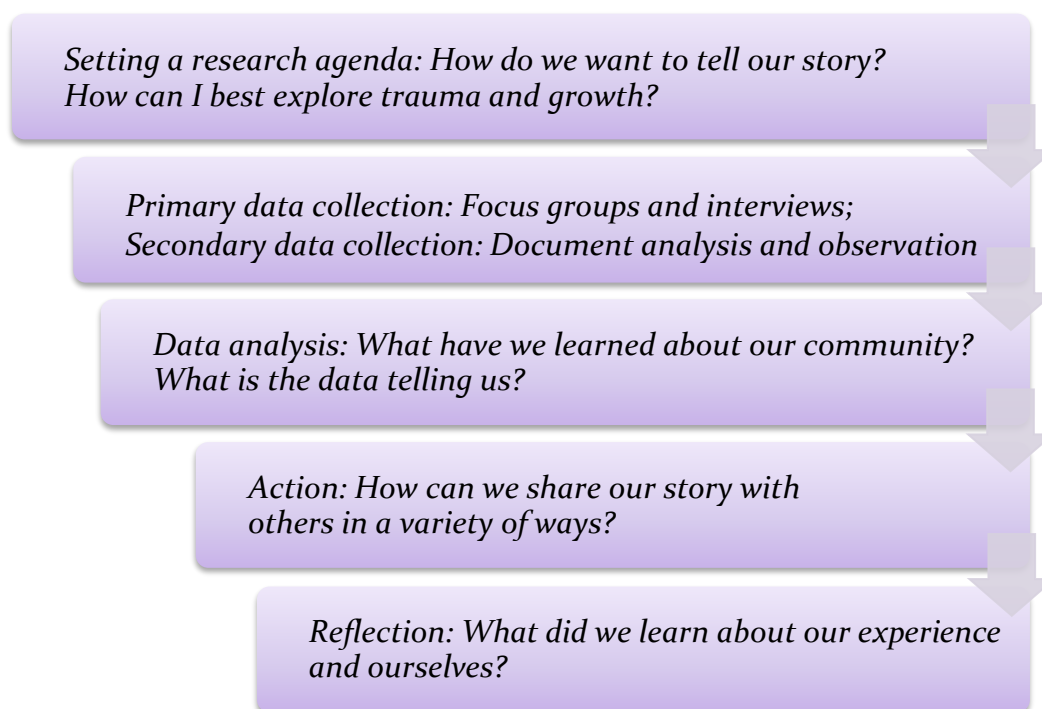 Setting a research agenda: How do we want to tell our story?
How can I best explore trauma and growth?
Primary data collection: Focus groups and interviews;
Secondary data collection: Document analysis and observation
Data analysis: What have we learned about our community?
What is the data telling us?
Action: How can we share our story with
others in a variety of ways?
Reflection: What did we learn about our experience
and ourselves?